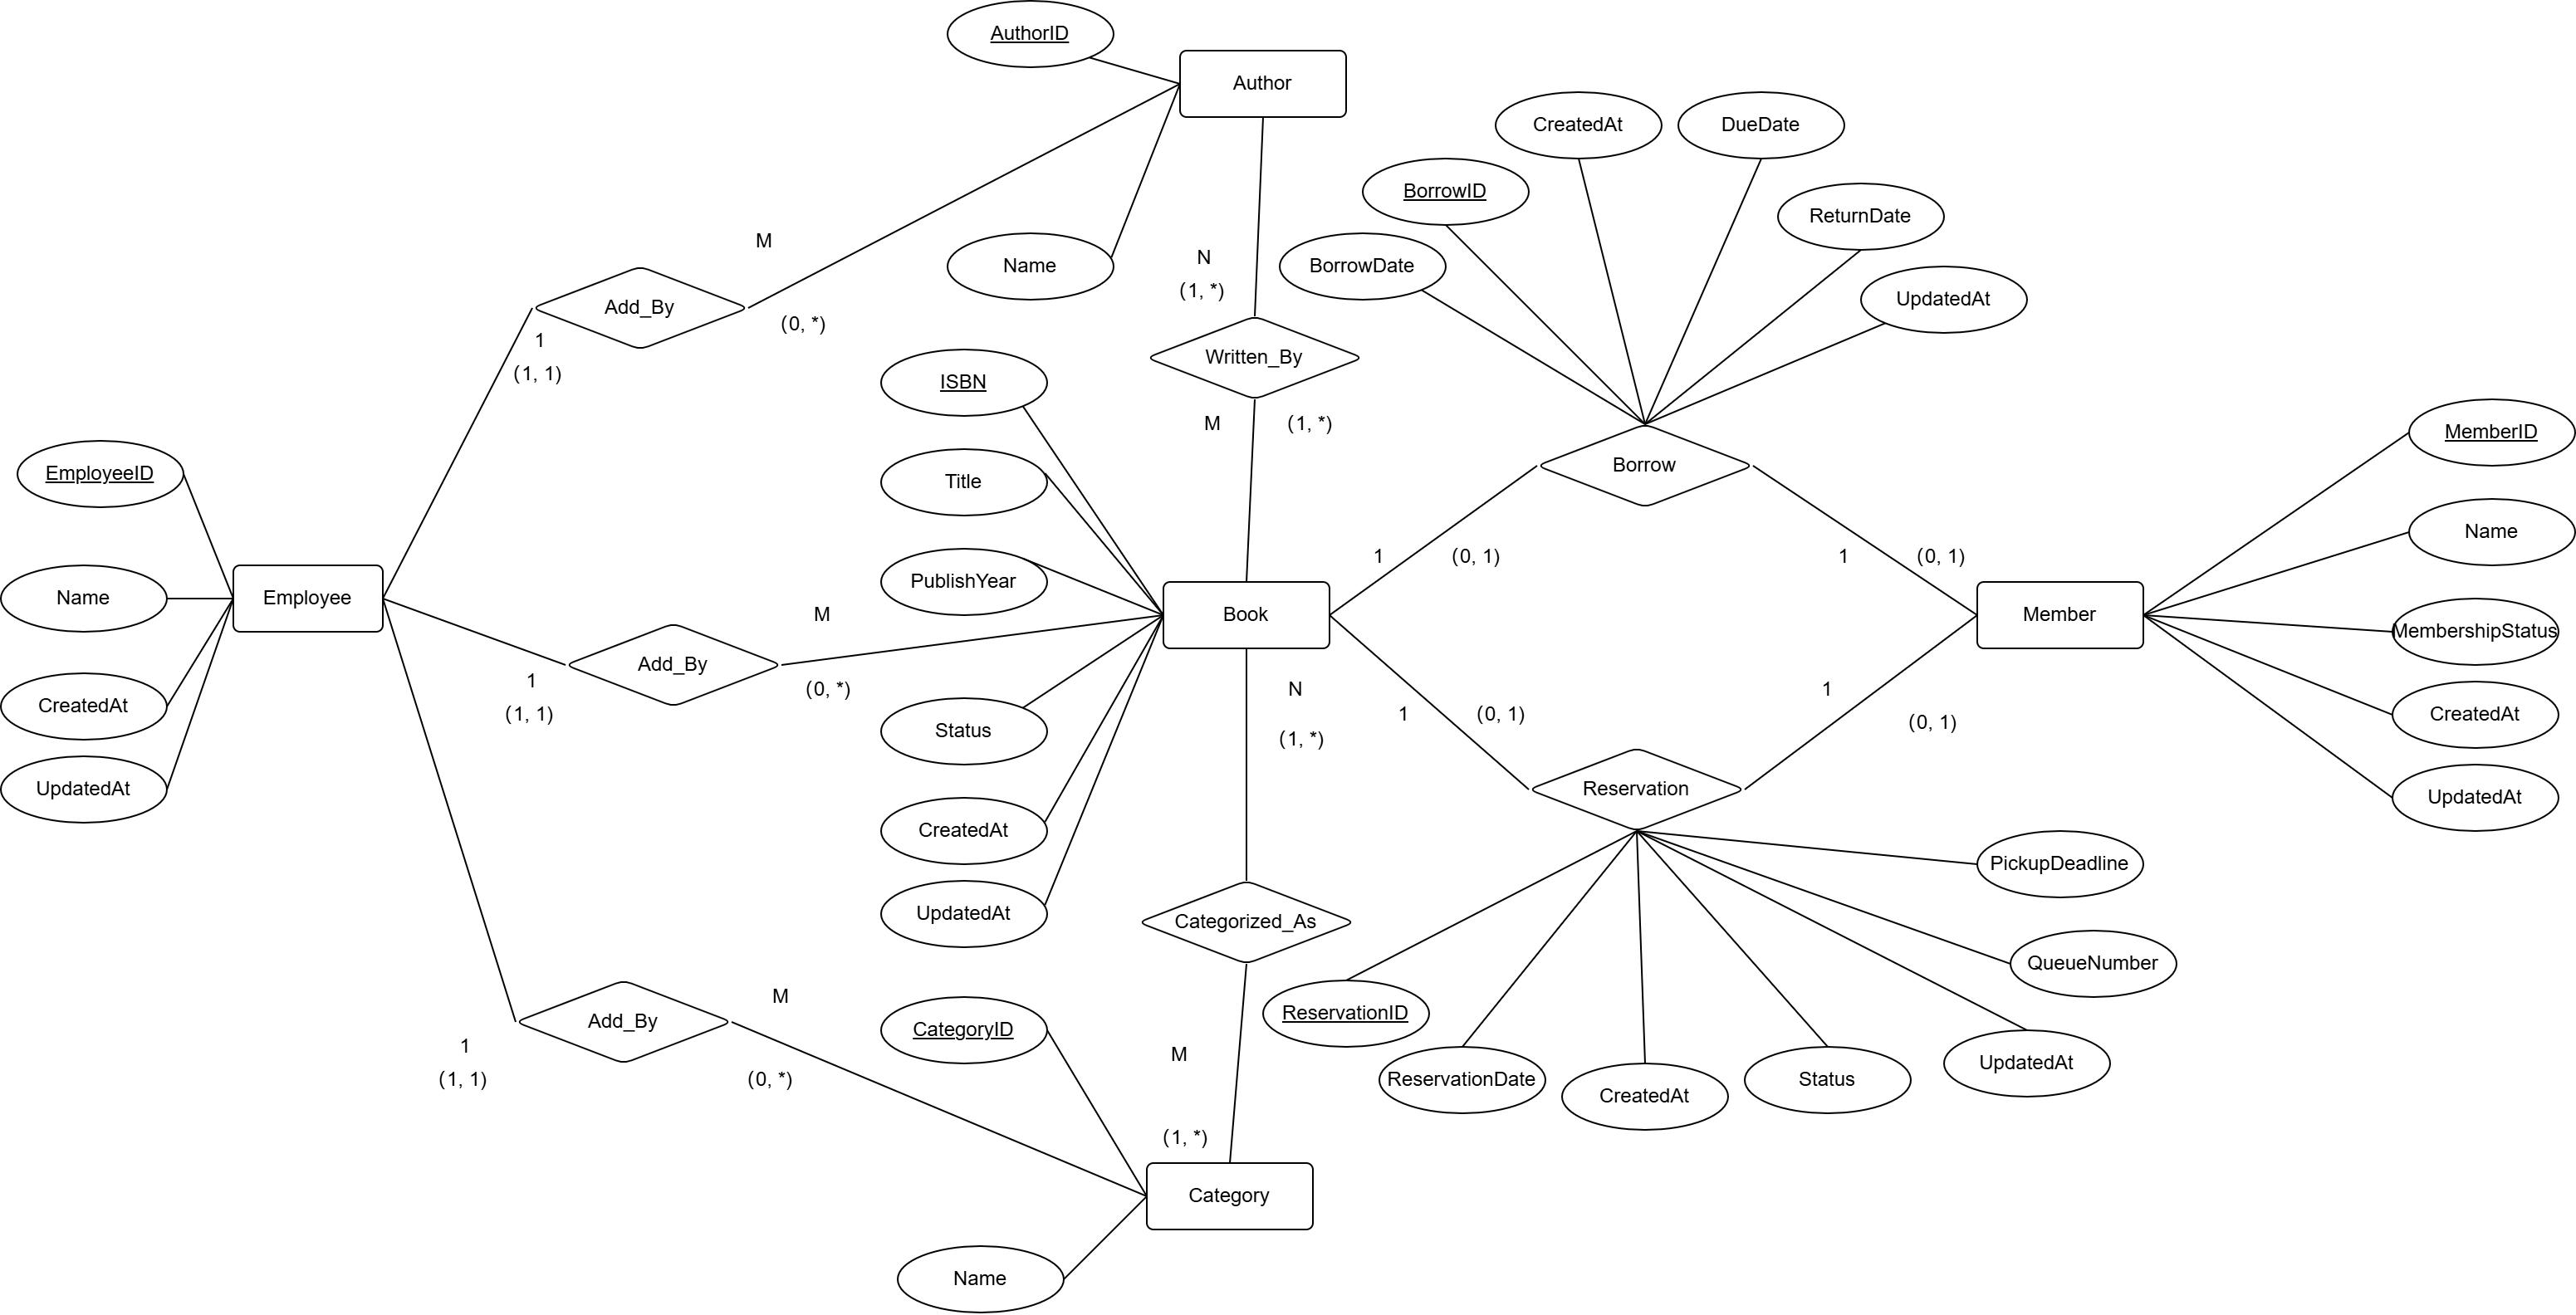 AuthorID
Author
CreatedAt
DueDate
BorrowID
ReturnDate
M
N
Name
BorrowDate
(1, *)
UpdatedAt
Add_By
(0, *)
1
(1, 1)
Written_By
ISBN
M
(1, *)
MemberID
EmployeeID
Title
Borrow
Name
1
(0, 1)
1
(0, 1)
PublishYear
Name
Employee
M
Book
Member
MembershipStatus
Add_By
1
(1, 1)
(0, *)
N
1
CreatedAt
Status
1
(0, 1)
(0, 1)
CreatedAt
(1, *)
UpdatedAt
Reservation
UpdatedAt
CreatedAt
PickupDeadline
UpdatedAt
Categorized_As
QueueNumber
M
Add_By
CategoryID
ReservationID
1
(1, 1)
(0, *)
M
ReservationDate
CreatedAt
Status
UpdatedAt
(1, *)
Category
Name